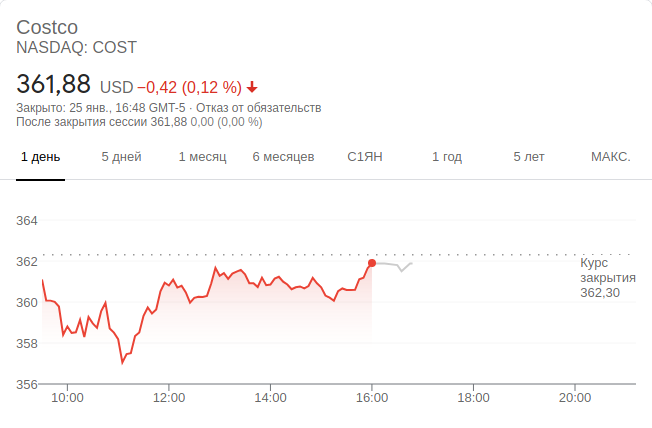 Costco
NASDAQ: COST
361,88 USD −0,42 (0,12 %)
Закрыто: 25 янв., 16:48 GMT-5 · Отказ от обязательств
После закрытия сессии 361,88 0,00 (0,00 %)
1 день 5 дней 1 месяц 6 месяцев С1ЯН 1 год 5 лет МАКС.
364
362
360
358
356
Курс
закрытия
362,30
10:00 12:00 14:00 16:00 18:00 20:00